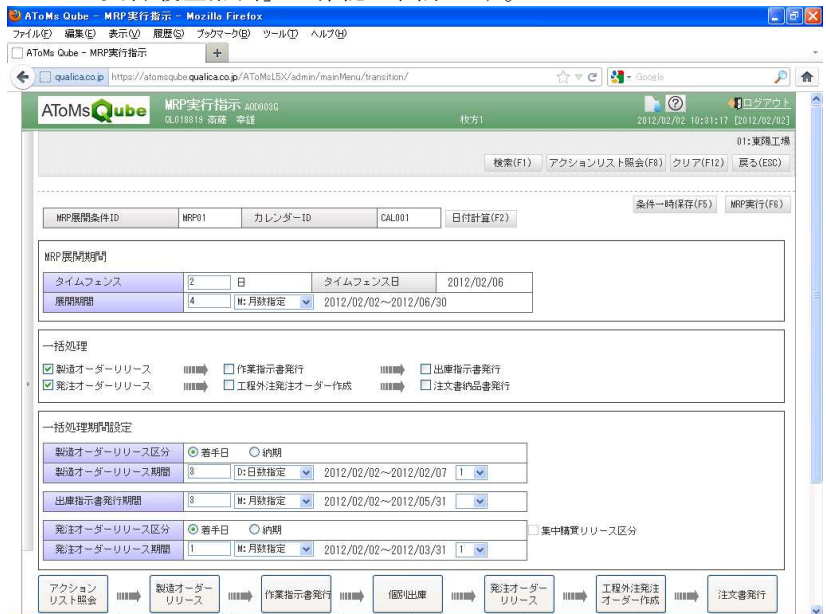 AToMs Qube - MRP実行指示 - Mozilla Firefox
ファイル(F) 編集(E) 表示(V) 履歴(S) ブックマーク(B) ツール(T) ヘルプ(H)
AToMs Qube - MRP実行指示 +
qualica.co.jp https://atomsqube.qualica.co.jp/AToMsL5X/admin/mainMenu/transition/ Google
AToMsQube MRP実行指示 AOD003G ログアウト
枚方1 2012/02/02 10:31:17 [2012/02/02]
01:東陽工場
検索(F1) アクションリスト照会(F8) クリア(F12) 戻る(ESC)
条件一時保存(F5) MRP実行(F6)
MRP展開条件ID MRP01 カレンダーID CAL001 日付計算(F2)
MRP展開期間
タイムフェンス 2 日 タイムフェンス日 2012/02/06
展開期間 4 M:月数指定 2012/02/02～2012/06/30
一括処理
製造オーダーリリース 作業指示書発行 出庫指示書発行
発注オーダーリリース 工程外注発注オーダー作成 注文書納品書発行
一括処理期間設定
製造オーダーリリース区分 着手日 納期
製造オーダーリリース期間 3 D:日数指定 2012/02/02～2012/02/07 1
出庫指示書発行期間 3 M:月数指定 2012/02/02～2012/05/31
発注オーダーリリース区分 着手日 納期 集中購買リリース区分
発注オーダーリリース期間 1 M:月数指定 2012/02/02～2012/03/31 1
アクション 製造オーダー 作業指示書発行 個別出庫 発注オーダー 工程外注発注 注文書発行
リスト照会 リリース リリース オーダー作成